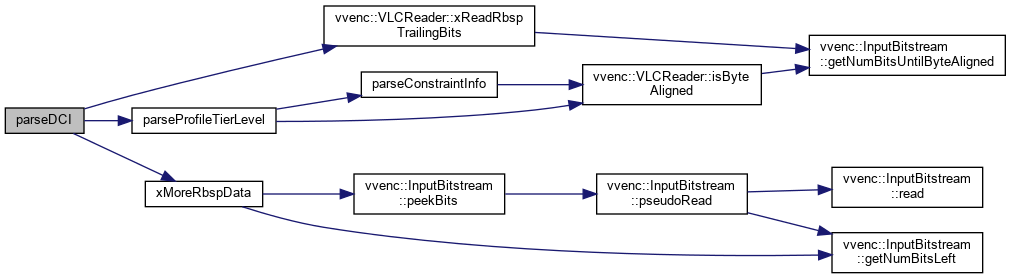 parseDCI
vvenc::VLCReader::xReadRbsp
TrailingBits
parseProfileTierLevel
parseConstraintInfo
vvenc::VLCReader::isByte
Aligned
vvenc::InputBitstream
::getNumBitsUntilByteAligned
xMoreRbspData
vvenc::InputBitstream
::peekBits
vvenc::InputBitstream
::pseudoRead
vvenc::InputBitstream
::read
vvenc::InputBitstream
::getNumBitsLeft